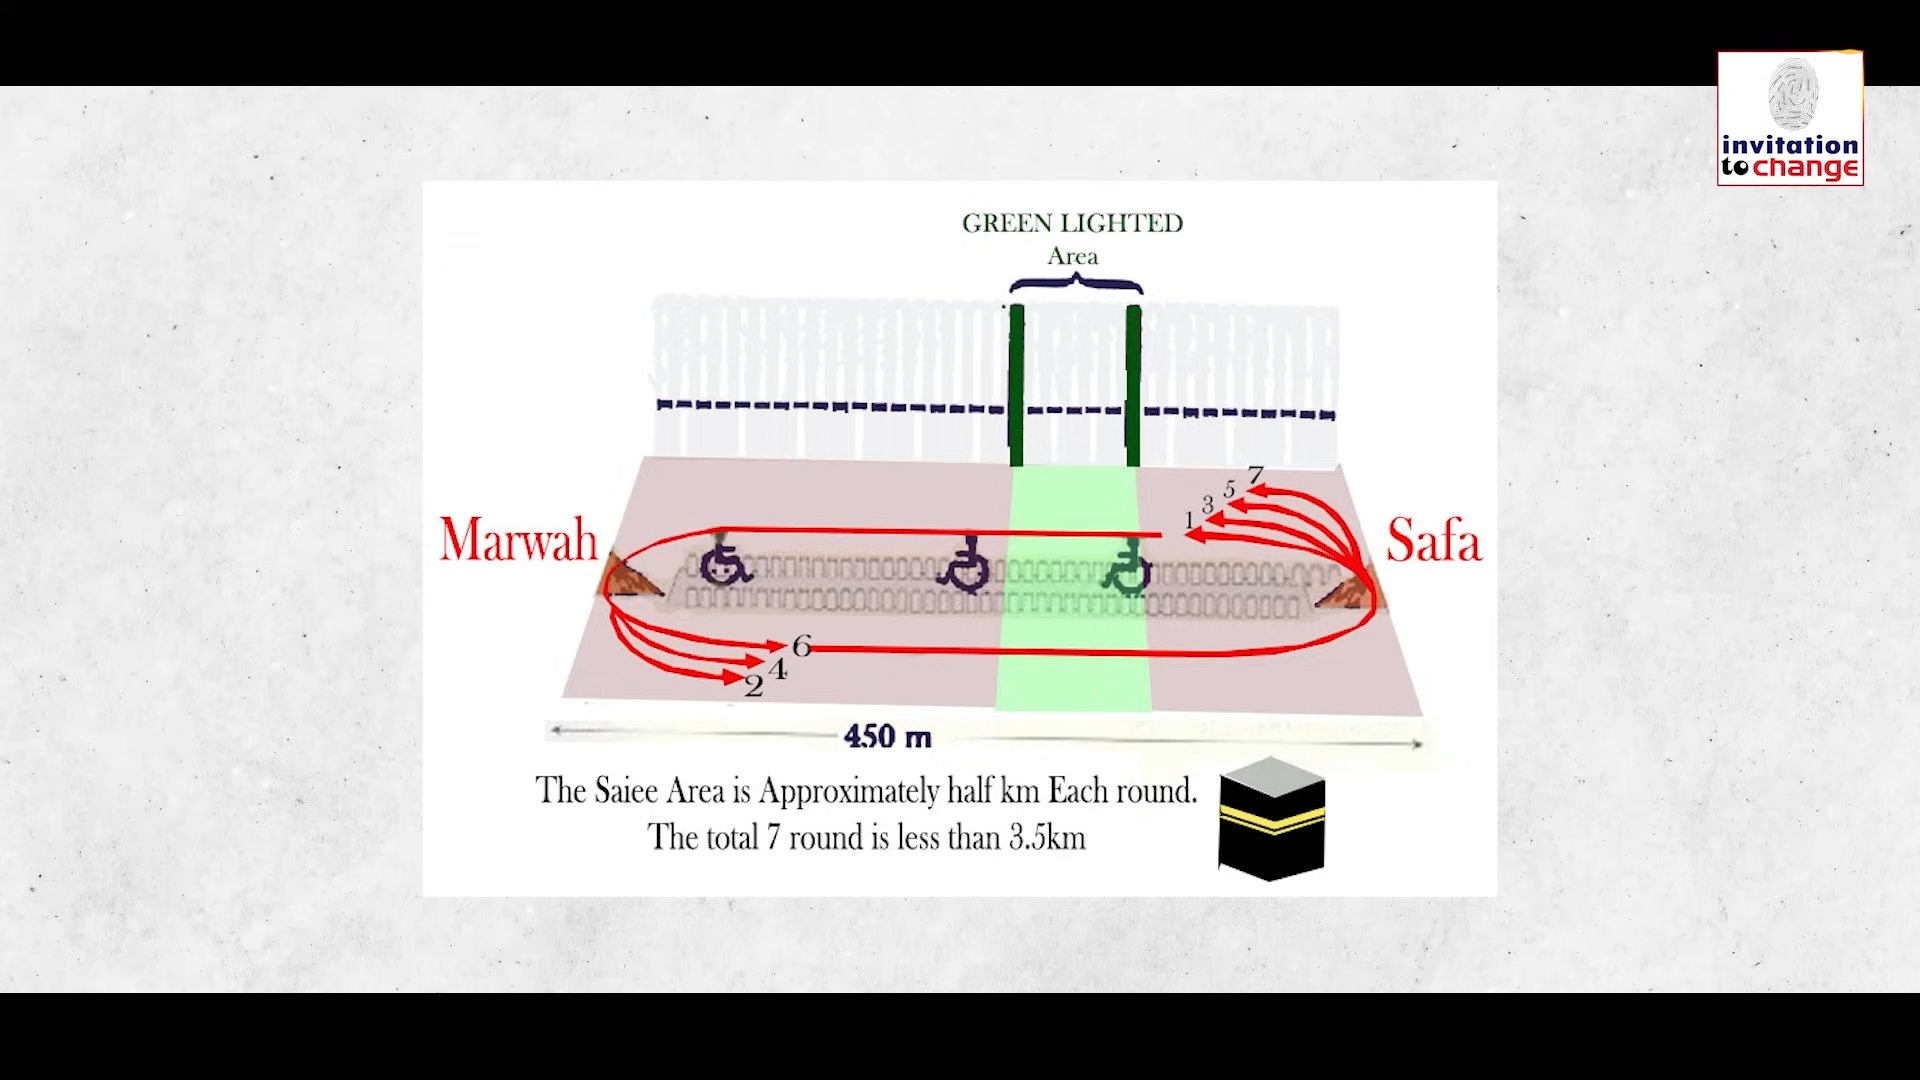 invitation
to change
GREEN LIGHTED
Area
7
5
3
1
Marwah
Safa
6
4
2
450 m
The Saiee Area is Approximately half km Each round.
The total 7 round is less than 3.5km